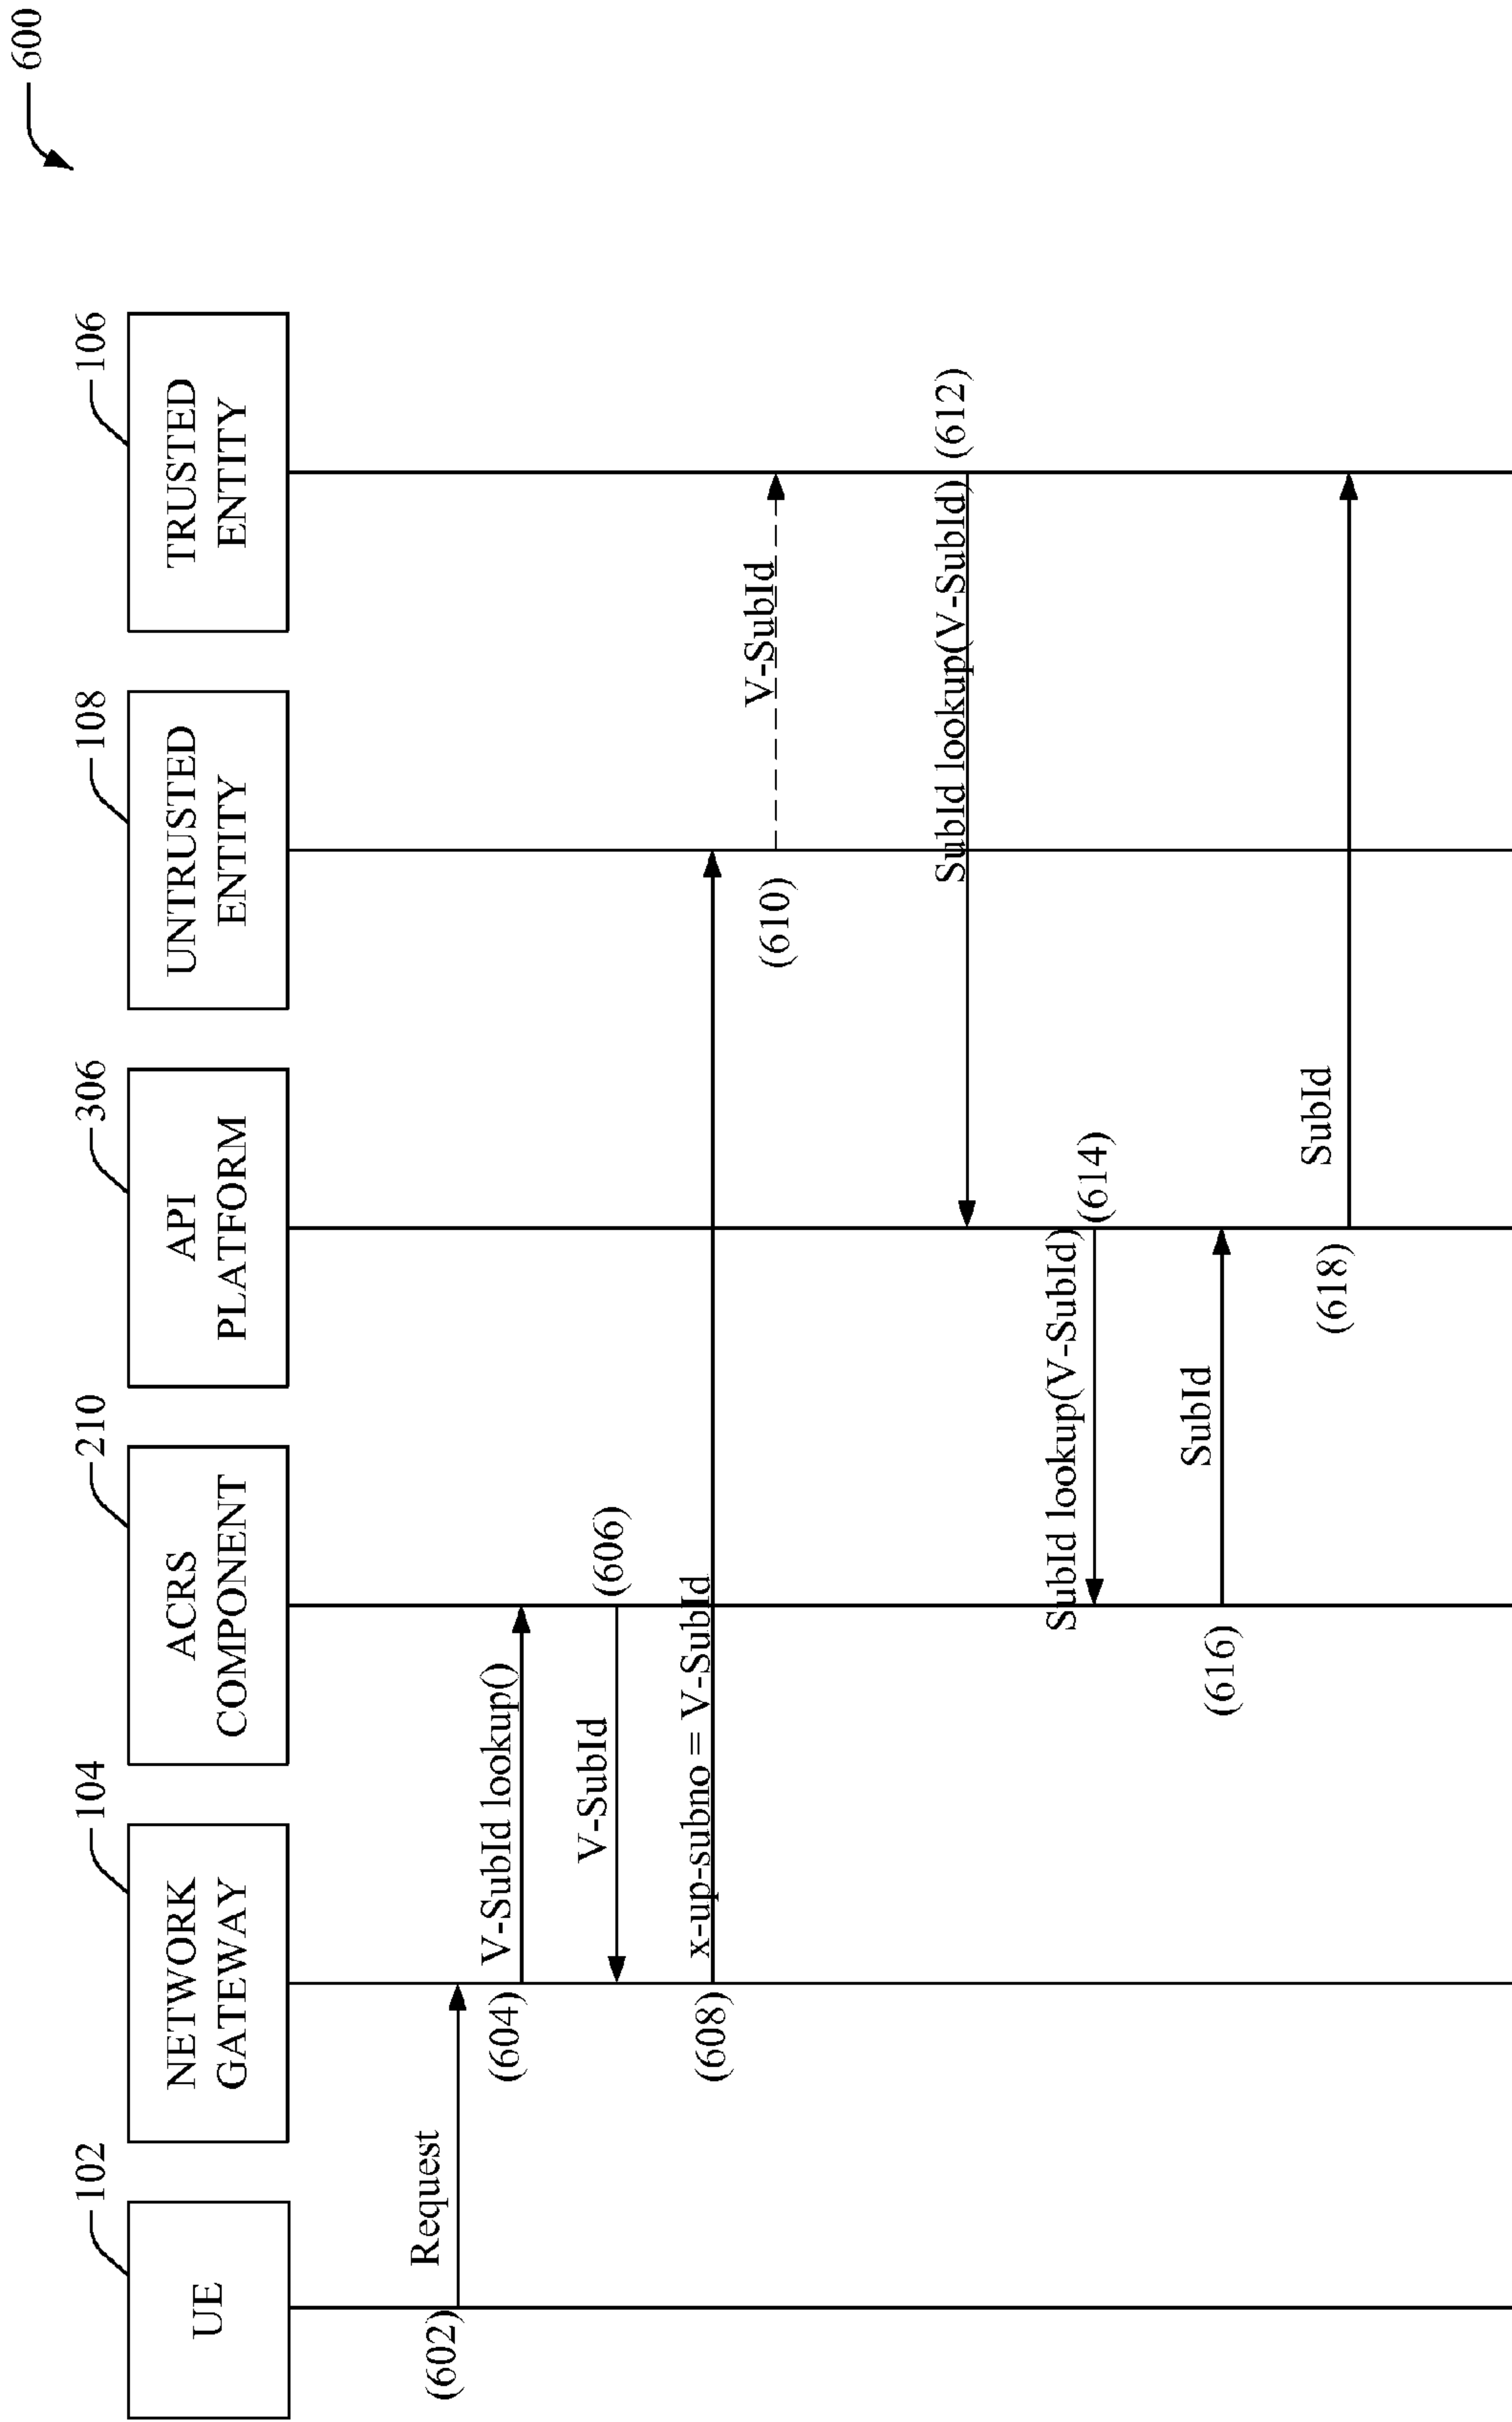 600
102
104
210
306
108
106
UE
NETWORK
GATEWAY
ACRS
COMPONENT
API
PLATFORM
UNTRUSTED
ENTITY
TRUSTED
ENTITY
(602)
Request
(604)
V-SubId lookup()
V-SubId
(606)
(608)
x-up-subno = V-SubId
(610)
V-SubId
SubId lookup(V-SubId)
(612)
SubId lookup(V-SubId)
(614)
(616)
SubId
(618)
SubId